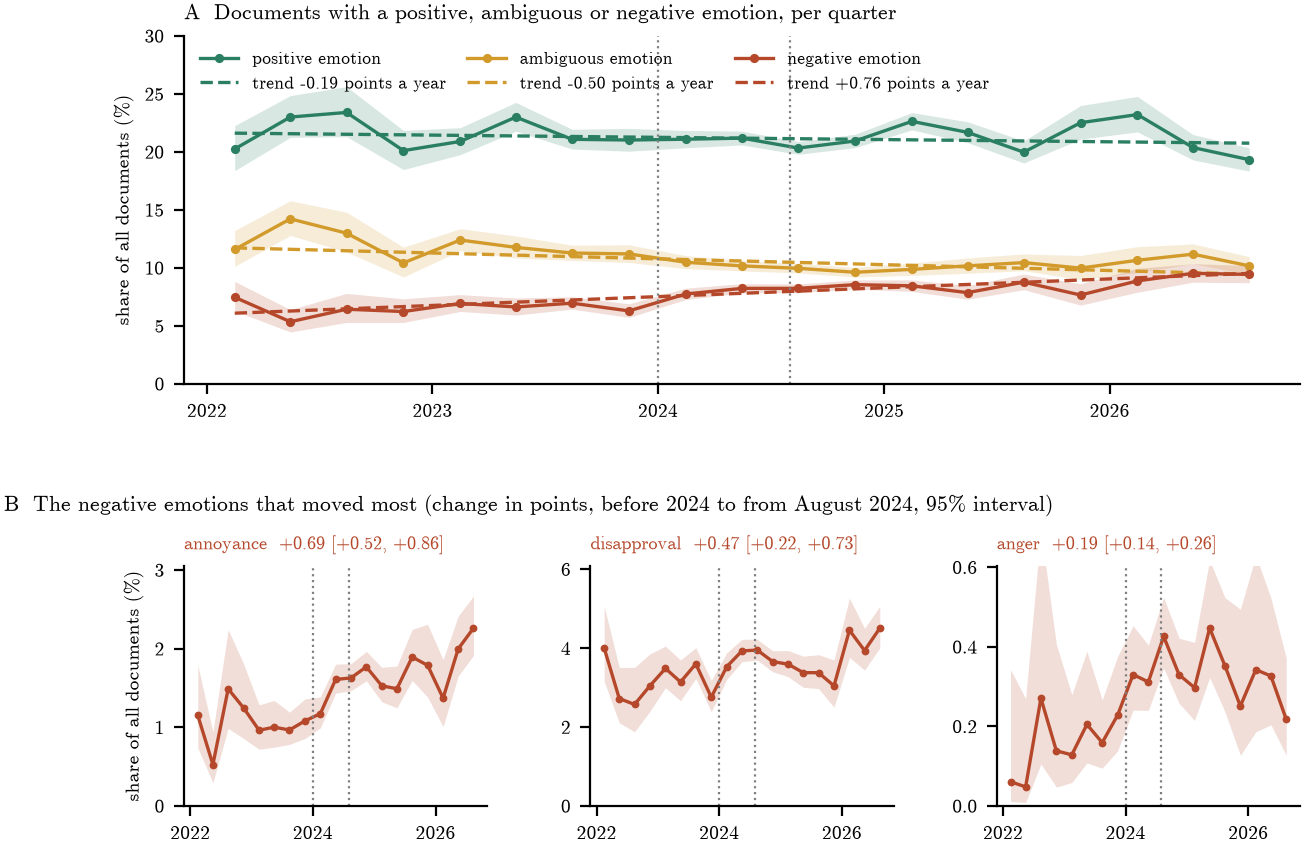 A Documents with a positive, ambiguous or negative emotion, per quarter
share of all documents (%)
30
25
20
15
10
5
0
positive emotion
trend -0.19 points a year
ambiguous emotion
trend -0.50 points a year
negative emotion
trend +0.76 points a year
2022 2023 2024 2025 2026
B The negative emotions that moved most (change in points, before 2024 to from August 2024, 95% interval)
annoyance +0.69 [+0.52, +0.86]
share of all documents (%)
3
2
1
0
2022 2024 2026
disapproval +0.47 [+0.22, +0.73]
6
4
2
0
2022 2024 2026
anger +0.19 [+0.14, +0.26]
0.6
0.4
0.2
0.0
2022 2024 2026